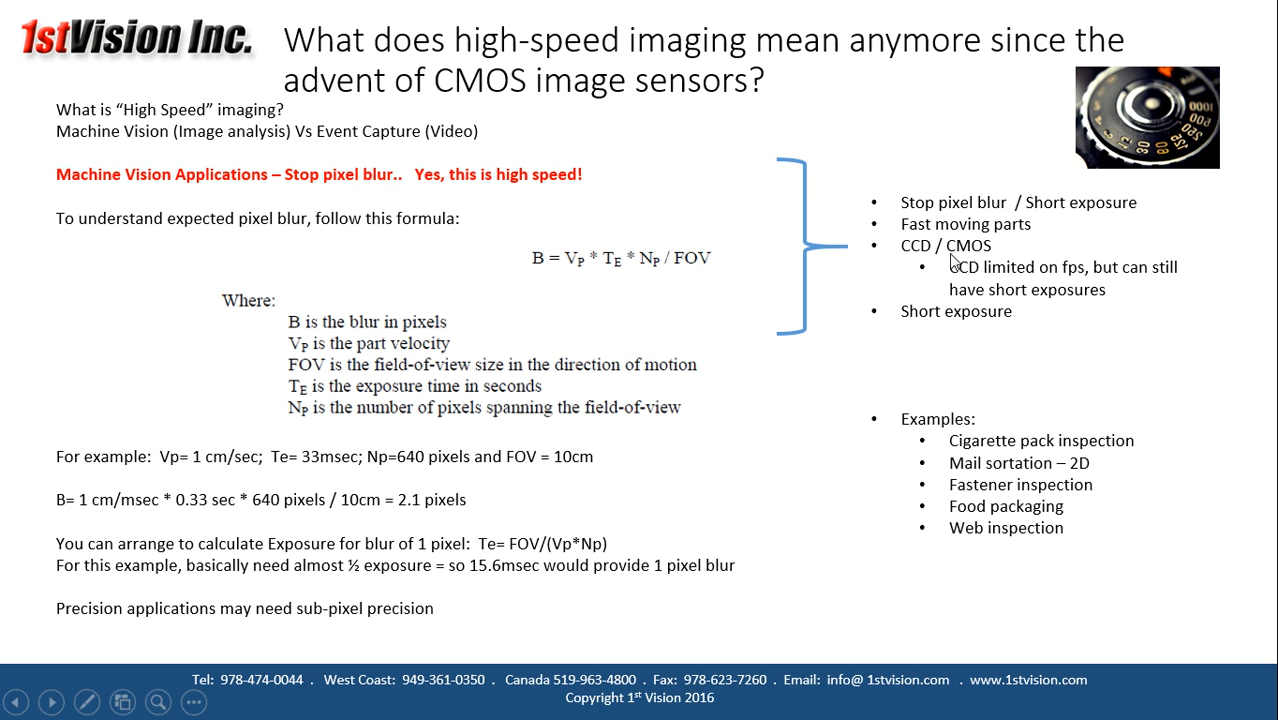 1stVision Inc.
What does high-speed imaging mean anymore since the
advent of CMOS image sensors?
What is “High Speed” imaging?
Machine Vision (Image analysis) Vs Event Capture (Video)
Machine Vision Applications – Stop pixel blur.. Yes, this is high speed!
To understand expected pixel blur, follow this formula:
B = VP * TE * NP / FOV
Where:
B is the blur in pixels
VP is the part velocity
FOV is the field-of-view size in the direction of motion
TE is the exposure time in seconds
NP is the number of pixels spanning the field-of-view
For example: Vp= 1 cm/sec; Te= 33msec; Np=640 pixels and FOV = 10cm
B= 1 cm/msec * 0.33 sec * 640 pixels / 10cm = 2.1 pixels
You can arrange to calculate Exposure for blur of 1 pixel: Te= FOV/(Vp*Np)
For this example, basically need almost ½ exposure = so 15.6msec would provide 1 pixel blur
Precision applications may need sub-pixel precision
• Stop pixel blur / Short exposure
• Fast moving parts
• CCD / CMOS
• CCD limited on fps, but can still
have short exposures
• Short exposure
• Examples:
• Cigarette pack inspection
• Mail sortation – 2D
• Fastener inspection
• Food packaging
• Web inspection
Tel: 978-474-0044 . West Coast: 949-361-0350 . Canada 519-963-4800 . Fax: 978-623-7260 . Email: info@ 1stvision.com . www.1stvision.com
Copyright 1st Vision 2016